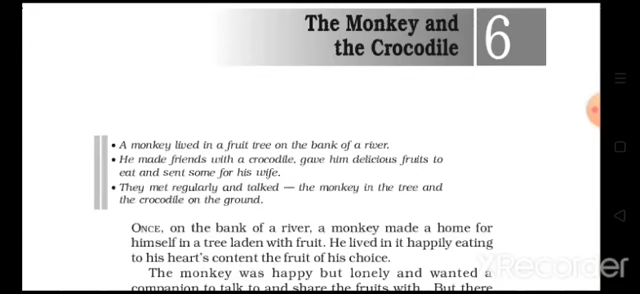 The Monkey and
the Crocodile
6
• A monkey lived in a fruit tree on the bank of a river.
• He made friends with a crocodile, gave him delicious fruits to
eat and sent some for his wife.
• They met regularly and talked — the monkey in the tree and
the crocodile on the ground.
ONCE, on the bank of a river, a monkey made a home for
himself in a tree laden with fruit. He lived in it happily eating
to his heart's content the fruit of his choice.
The monkey was happy but lonely and wanted a
companion to talk to and share the fruits with. But there
XRecorder